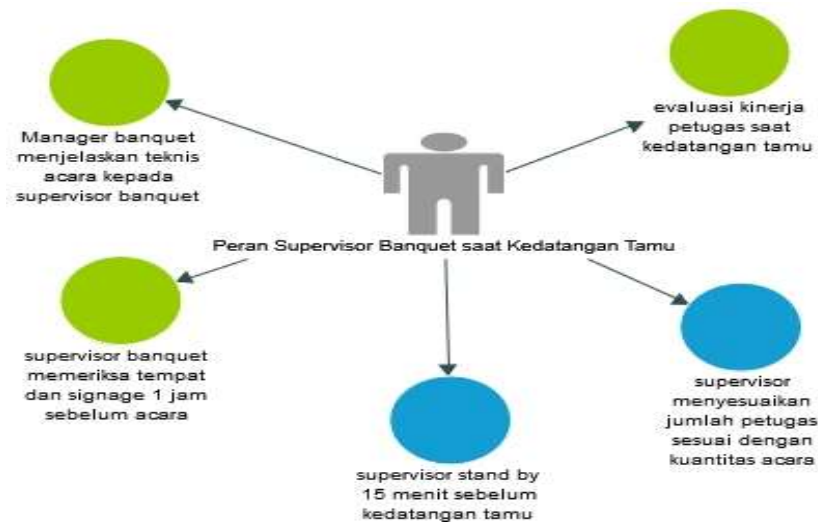 Manager banquet
menjelaskan teknis
acara kepada
supervisor banquet
evaluasi kinerja
petugas saat
kedatangan tamu
Peran Supervisor Banquet saat Kedatangan Tamu
supervisor banquet
memeriksa tempat
dan signage 1 jam
sebelum acara
supervisor stand by
15 menit sebelum
kedatangan tamu
supervisor
menyesuaikan
jumlah petugas
sesuai dengan
kuantitas acara